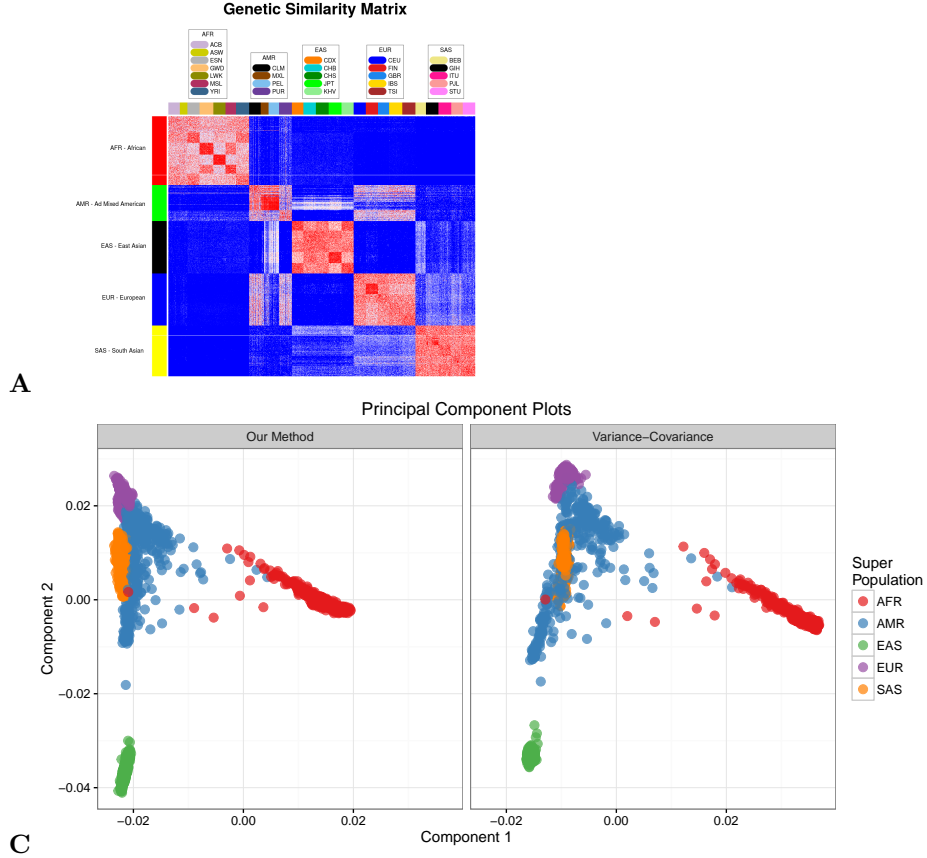 Genetic Similarity Matrix
AFR
ACB
ASW
ESN
GWD
LWK
MSL
YRI
AMR
CLM
MXL
PEL
PUR
EAS
CDX
CHB
CHS
JPT
KHV
EUR
CEU
FIN
GBR
IBS
TSI
SAS
BEB
GIH
ITU
PJL
STU
AFR - African
AMR - Ad Mixed American
EAS - East Asian
EUR - European
SAS - South Asian
A
Principal Component Plots
Our Method
Variance−Covariance
Component 2
0.02
0.00
−0.02
−0.04
−0.02
0.00
0.02
−0.02
0.00
0.02
Component 1
Super
Population
AFR
AMR
EAS
EUR
SAS
C